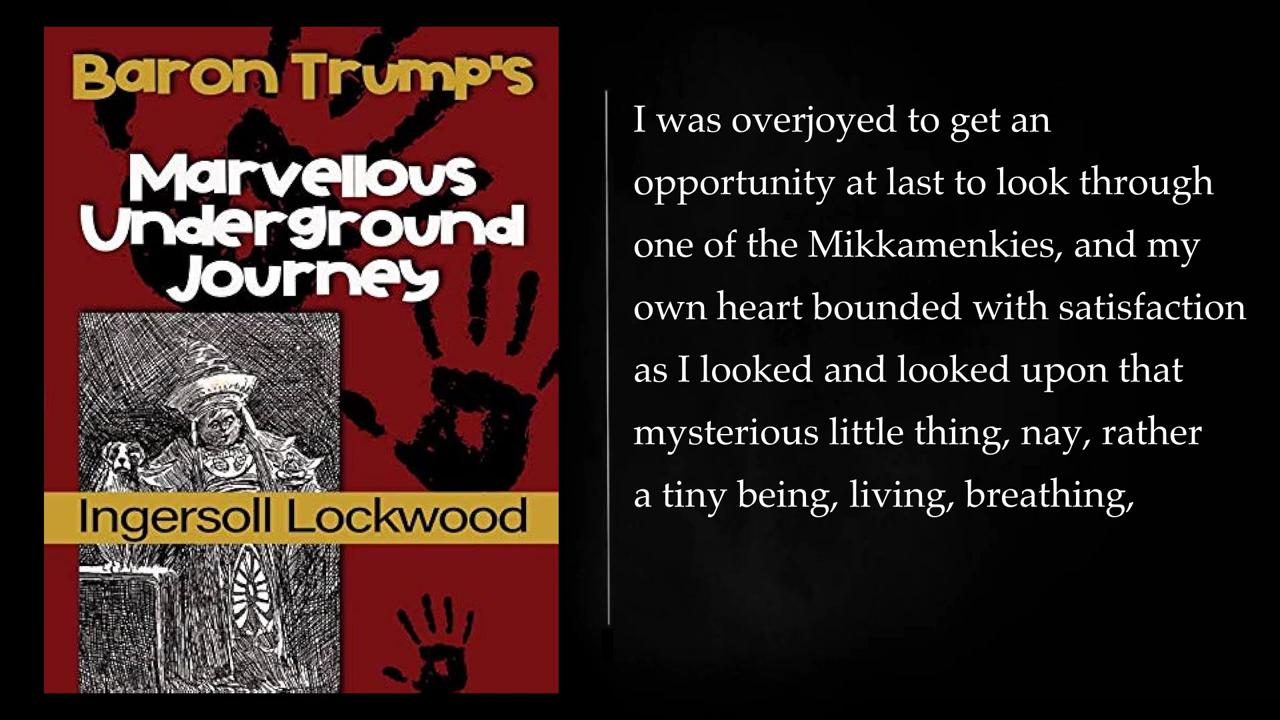 Baron Trump's
Marvellous
Underground
Journey
Ingersoll Lockwood
I was overjoyed to get an
opportunity at last to look through
one of the Mikkamenkies, and my
own heart bounded with satisfaction
as I looked and looked upon that
mysterious little thing, nay, rather
a tiny being, living, breathing,